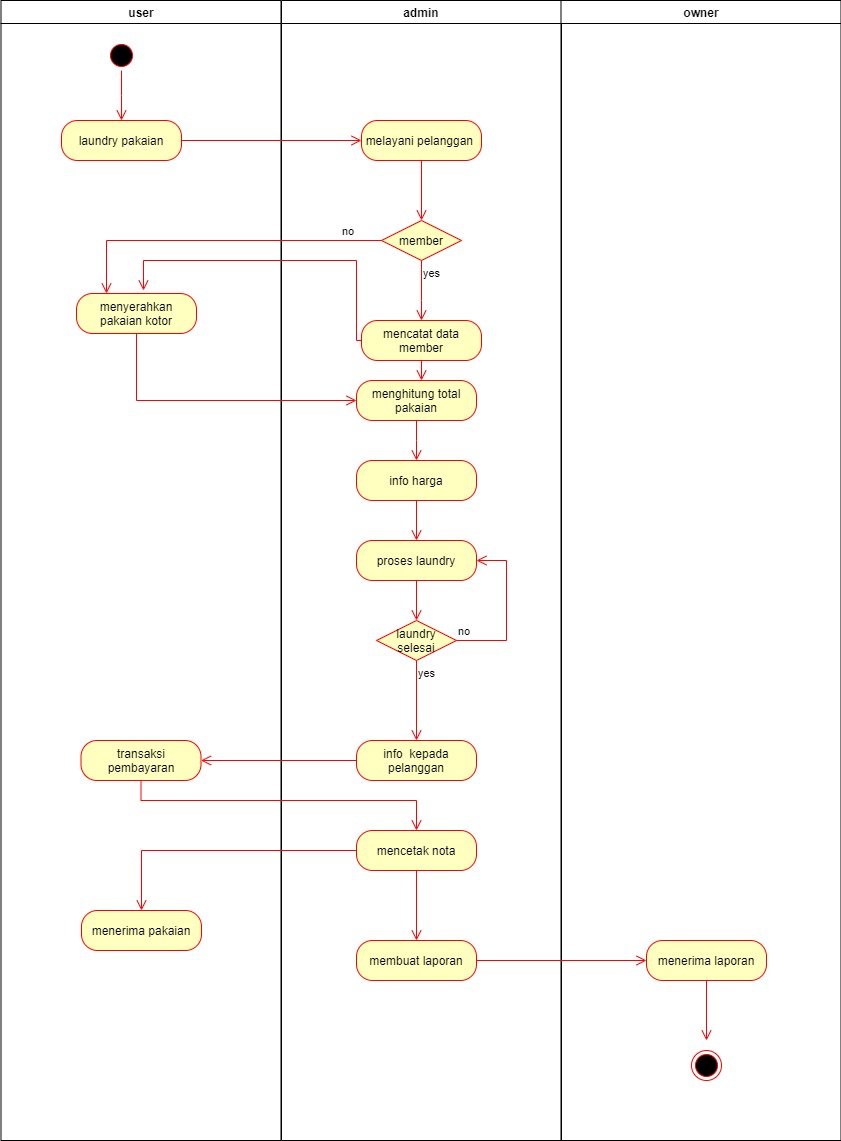 user
admin
owner
laundry pakaian
melayani pelanggan
no
member
yes
menyerahkan
pakaian kotor
mencatat data
member
menghitung total
pakaian
info harga
proses laundry
no
laundry
selesai
yes
transaksi
pembayaran
info kepada
pelanggan
mencetak nota
menerima pakaian
membuat laporan
menerima laporan